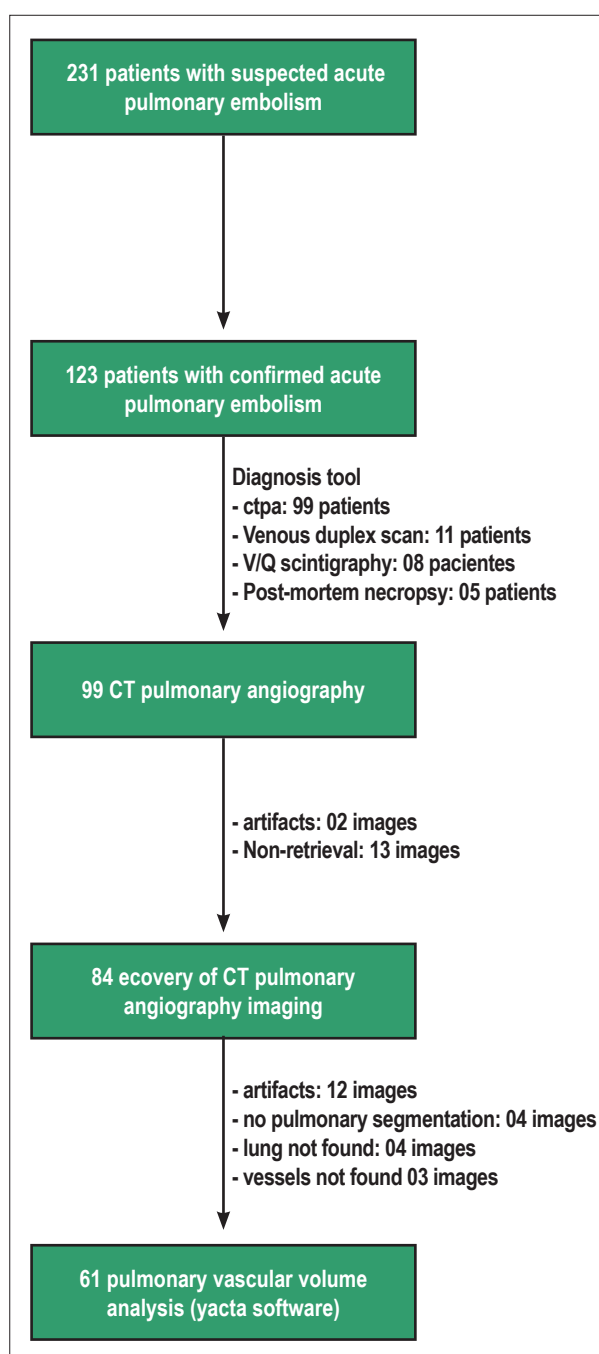 231 patients with suspected acute
pulmonary embolism
123 patients with confirmed acute
pulmonary embolism
Diagnosis tool
- ctpa: 99 patients
- Venous duplex scan: 11 patients
- V/Q scintigraphy: 08 pacientes
- Post-mortem necropsy: 05 patients
99 CT pulmonary angiography
- artifacts: 02 images
- Non-retrieval: 13 images
84 ecovery of CT pulmonary
angiography imaging
- artifacts: 12 images
- no pulmonary segmentation: 04 images
- lung not found: 04 images
- vessels not found 03 images
61 pulmonary vascular volume
analysis (yacta software)